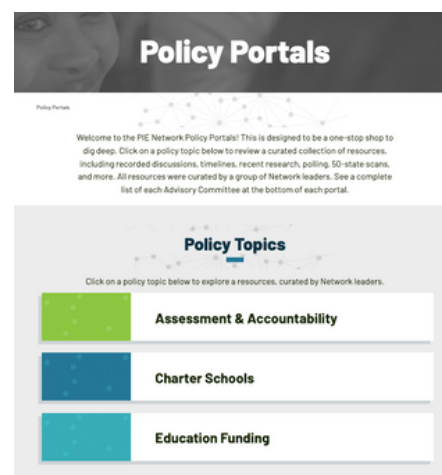 Policy Portals
Policy Portals
Welcome to the PIE Network Policy Portals! This is designed to be a one-stop shop to
dig deep. Click on a policy topic below to review a curated collection of resources,
including recorded discussions, timelines, recent research, polling, 50-state scans,
and more. All resources were curated by a group of Network leaders. See a complete
list of each Advisory Committee at the bottom of each portal.
Policy Topics
Click on a policy topic below to explore a resources, curated by Network leaders.
Assessment & Accountability
Charter Schools
Education Funding